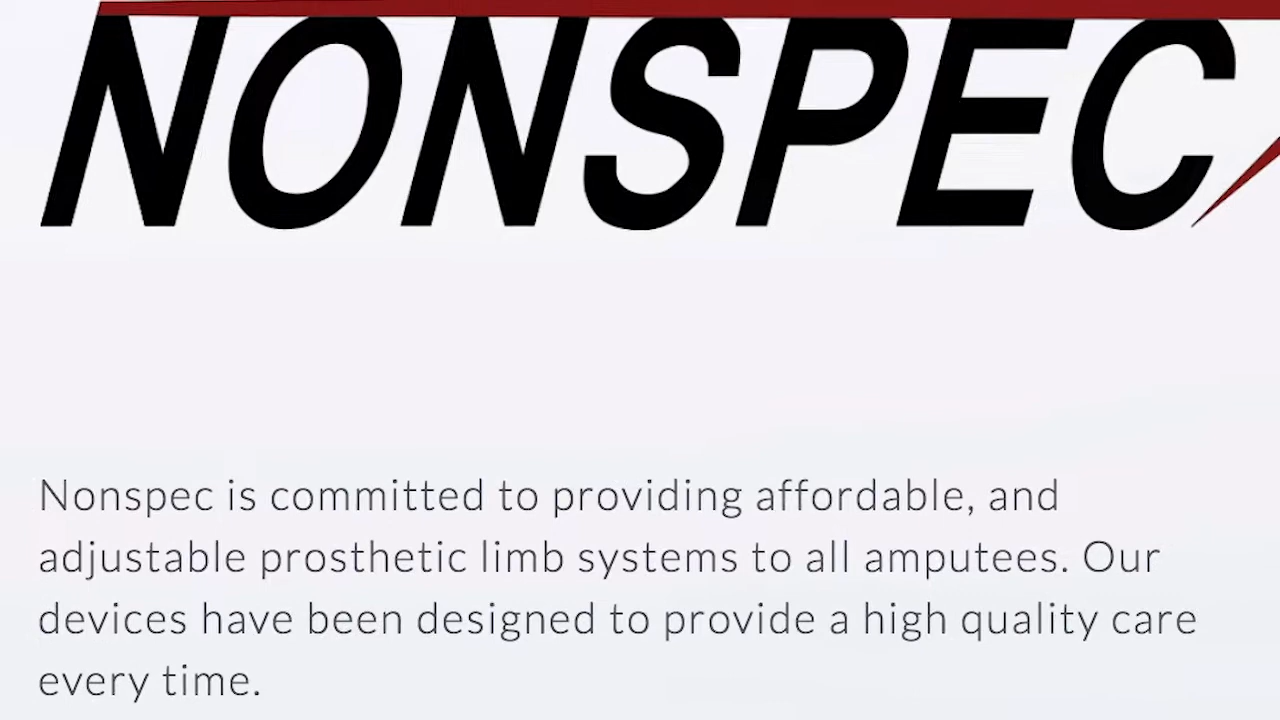 NONSPEC
Nonspec is committed to providing affordable, and
adjustable prosthetic limb systems to all amputees. Our
devices have been designed to provide a high quality care
every time.